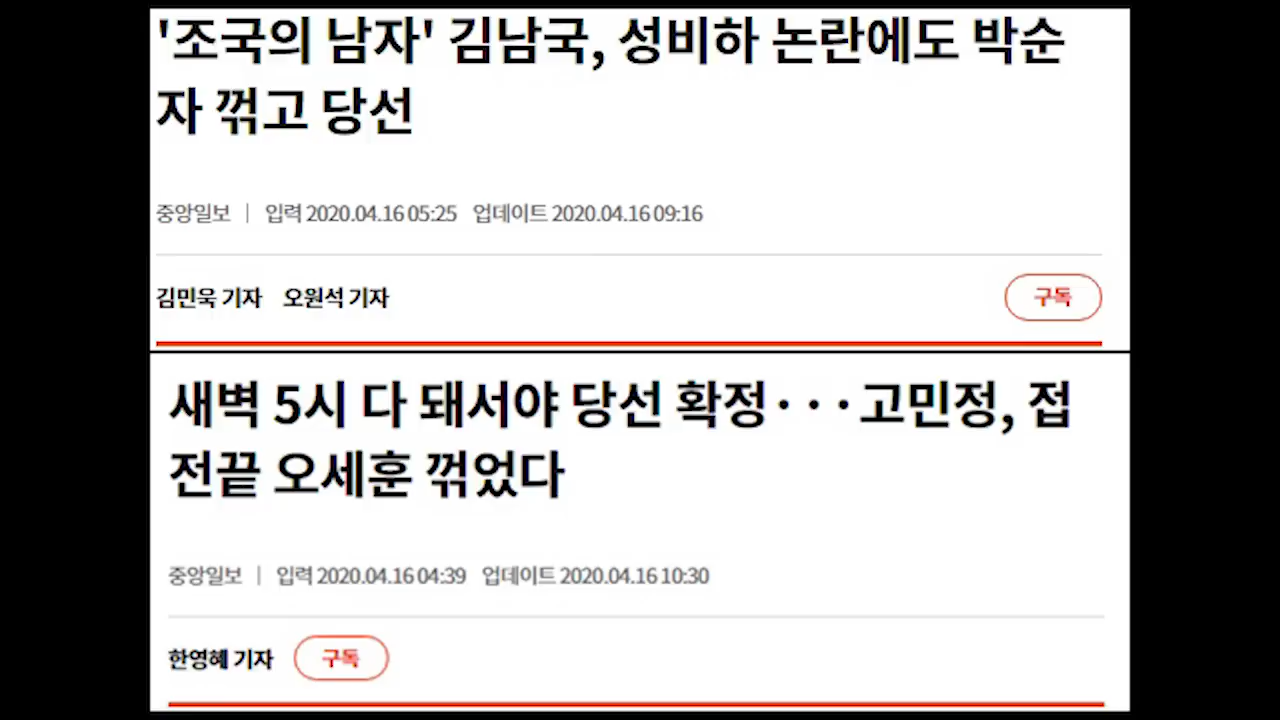 '조국의 남자' 김남국, 성비하 논란에도 박순
자 꺾고 당선
중앙일보 | 입력 2020.04.16 05:25 업데이트 2020.04.16 09:16
김민욱 기자 오원석 기자 구독
새벽 5시 다 돼서야 당선 확정···고민정, 접
전끝 오세훈 꺾었다
중앙일보 | 입력 2020.04.16 04:39 업데이트 2020.04.16 10:30
한영혜 기자 구독